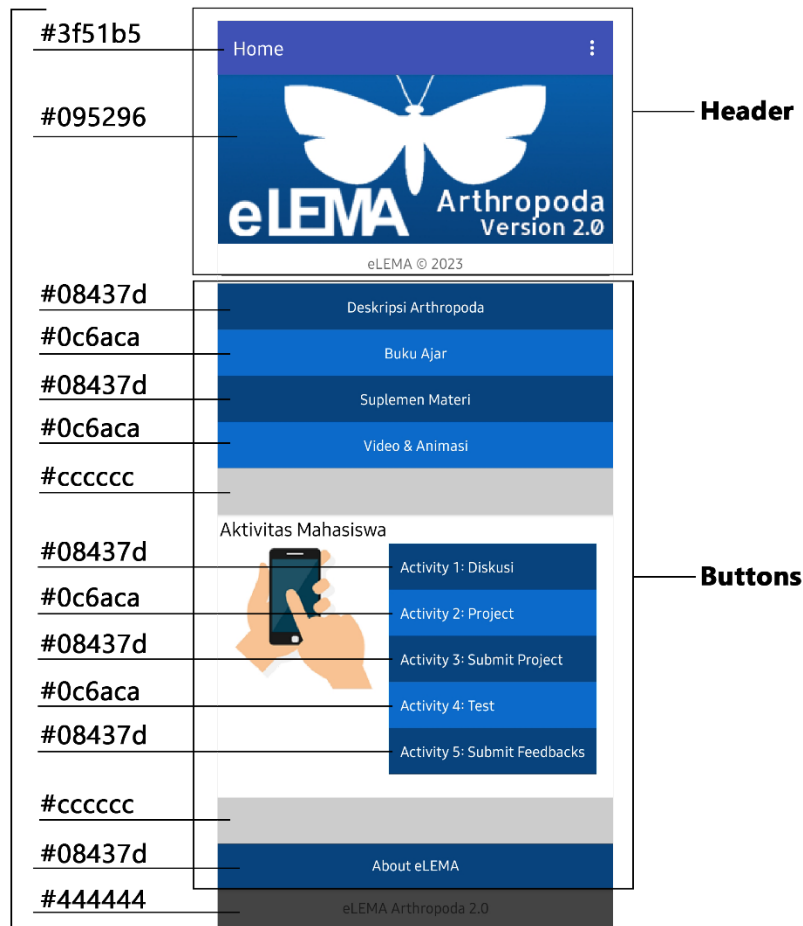 #3f51b5
Home
#095296
Header
eLEMA
Arthropoda
Version 2.0
eLEMA © 2023
#08437d
Deskripsi Arthropoda
#0c6aca
Buku Ajar
#08437d
Suplemen Materi
#0c6aca
Video & Animasi
#cccccc
Aktivitas Mahasiswa
#08437d
Activity 1: Diskusi
Buttons
#0c6aca
Activity 2: Project
#08437d
Activity 3: Submit Project
#0c6aca
Activity 4: Test
#08437d
Activity 5: Submit Feedbacks
#cccccc
#08437d
About eLEMA
#444444
eLEMA Arthropoda 2.0